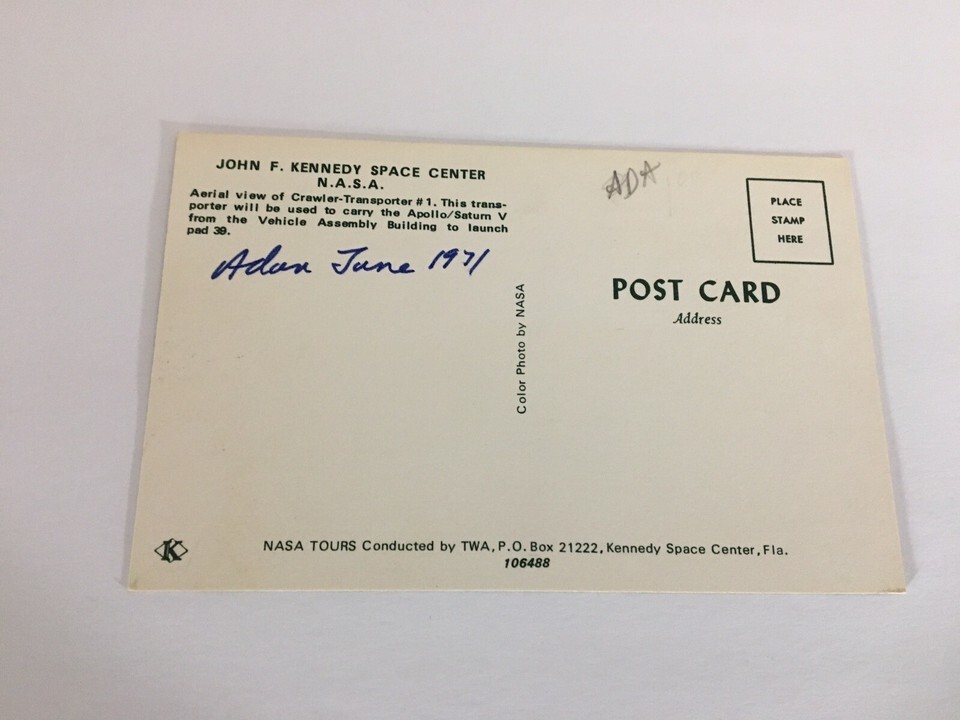 JOHN F. KENNEDY SPACE CENTER
N.A.S.A.
Aerial view of Crawler-Transporter #1. This trans-
porter will be used to carry the Apollo/Saturn V
from the Vehicle Assembly Building to launch
pad 39.
June 1971
ADA
PLACE
STAMP
HERE
POST CARD
Address
Color Photo by NASA
K
NASA TOURS Conducted by TWA, P.O. Box 21222, Kennedy Space Center, Fla.
106488